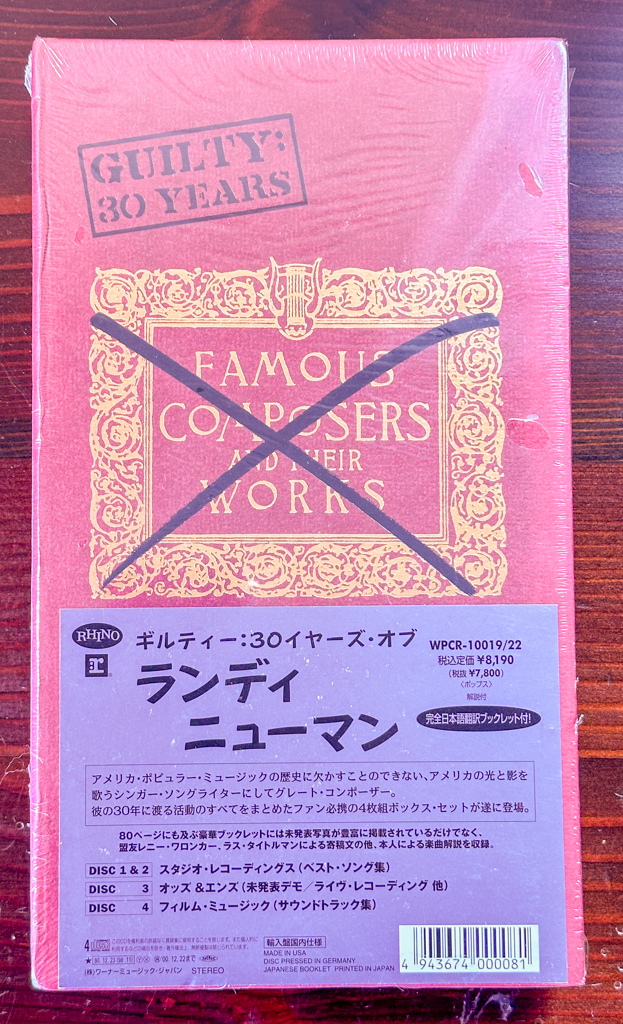 GUILTY:
30 YEARS
FAMOUS
COMPOSERS
AND THEIR
WORKS
RHINO
r
ギルティー:30イヤーズ・オブ
ランディ
ニューマン
WPCR-10019/22
税込定価 ¥8,190
(税抜 ¥7,800)
〈ポップス〉
解説付
完全日本語翻訳ブックレット付!
アメリカ・ポピュラー・ミュージックの歴史に欠かすことのできない、アメリカの光と影を
歌うシンガー・ソングライターにしてグレート・コンポーザー。
彼の30年に渡る活動のすべてをまとめたファン必携の4枚組ボックス・セットが遂に登場。
80ページにも及ぶ豪華ブックレットには未発表写真が豊富に掲載されているだけでなく、
盟友レニー・ワロンカー、ラス・タイトルマンによる寄稿文の他、本人による楽曲解説を収録。
DISC 1 & 2 スタジオ・レコーディングス(ベスト・ソング集)
DISC 3 オッズ&エンズ(未発表デモ/ライヴ・レコーディング 他)
DISC 4 フィルム・ミュージック(サウンドトラック集)
4
(株)ワーナーミュージック・ジャパン STEREO
輸入盤国内仕様
MADE IN USA
DISC PRESSED IN GERMANY
JAPANESE BOOKLET PRINTED IN JAPAN
4 943674 000081